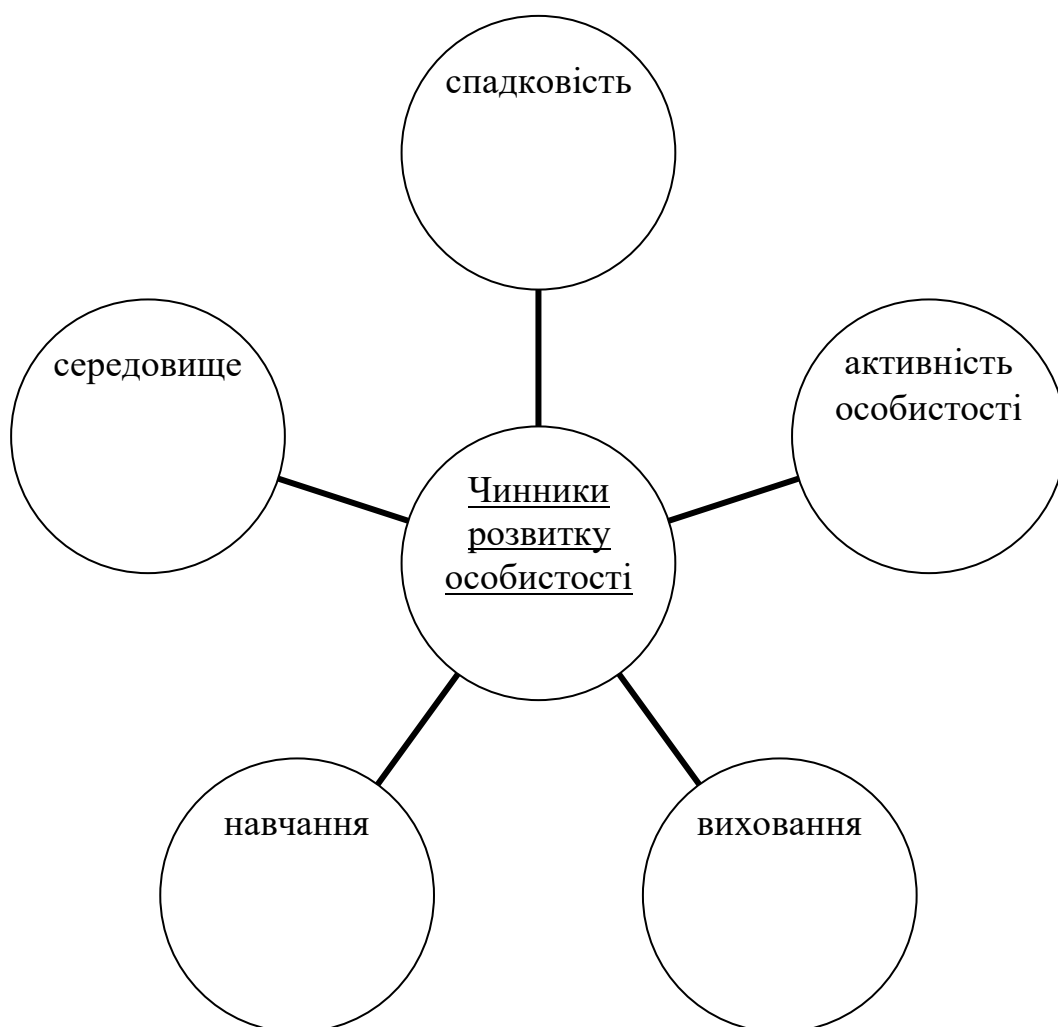 спадковість
середовище
активність
особистості
Чинники
розвитку
особистості
навчання
виховання